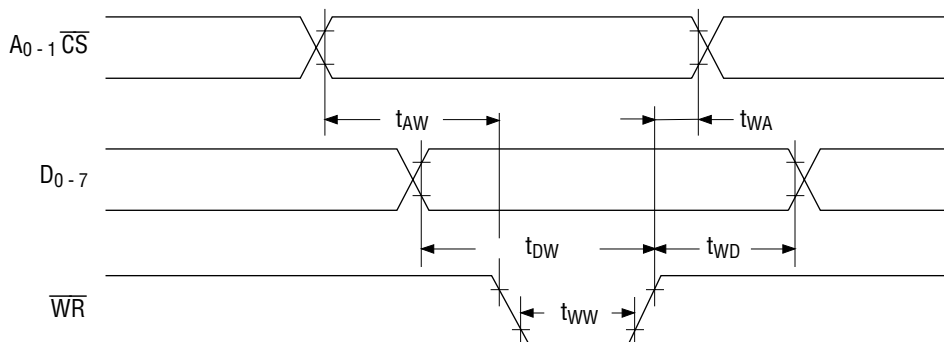 A0 - 1 CS
tAW
tWA
D0 - 7
tDW
tWD
WR
tWW